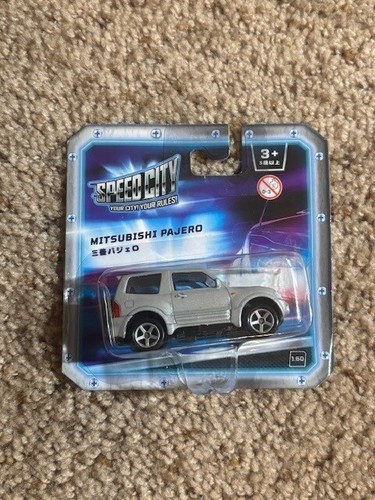 SPEED CITY
YOUR CITY! YOUR RULES!
3+
MITSUBISHI PAJERO
三菱パジェロ
1:60